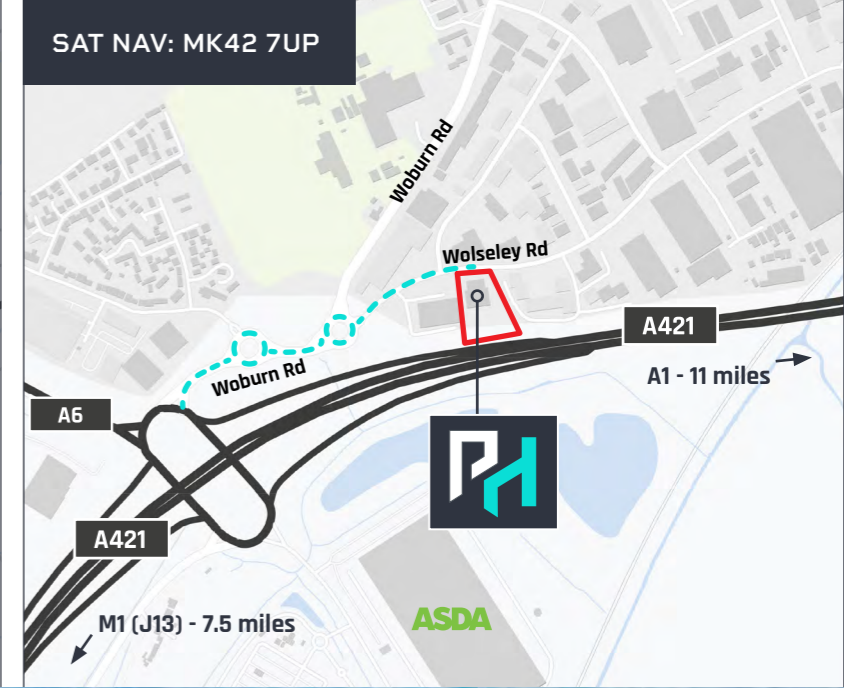 SAT NAV: MK42 7UP
Woburn Rd
Wolseley Rd
A421
A1 - 11 miles
Woburn Rd
A6
PH
A421
ASDA
M1 (J13) - 7.5 miles